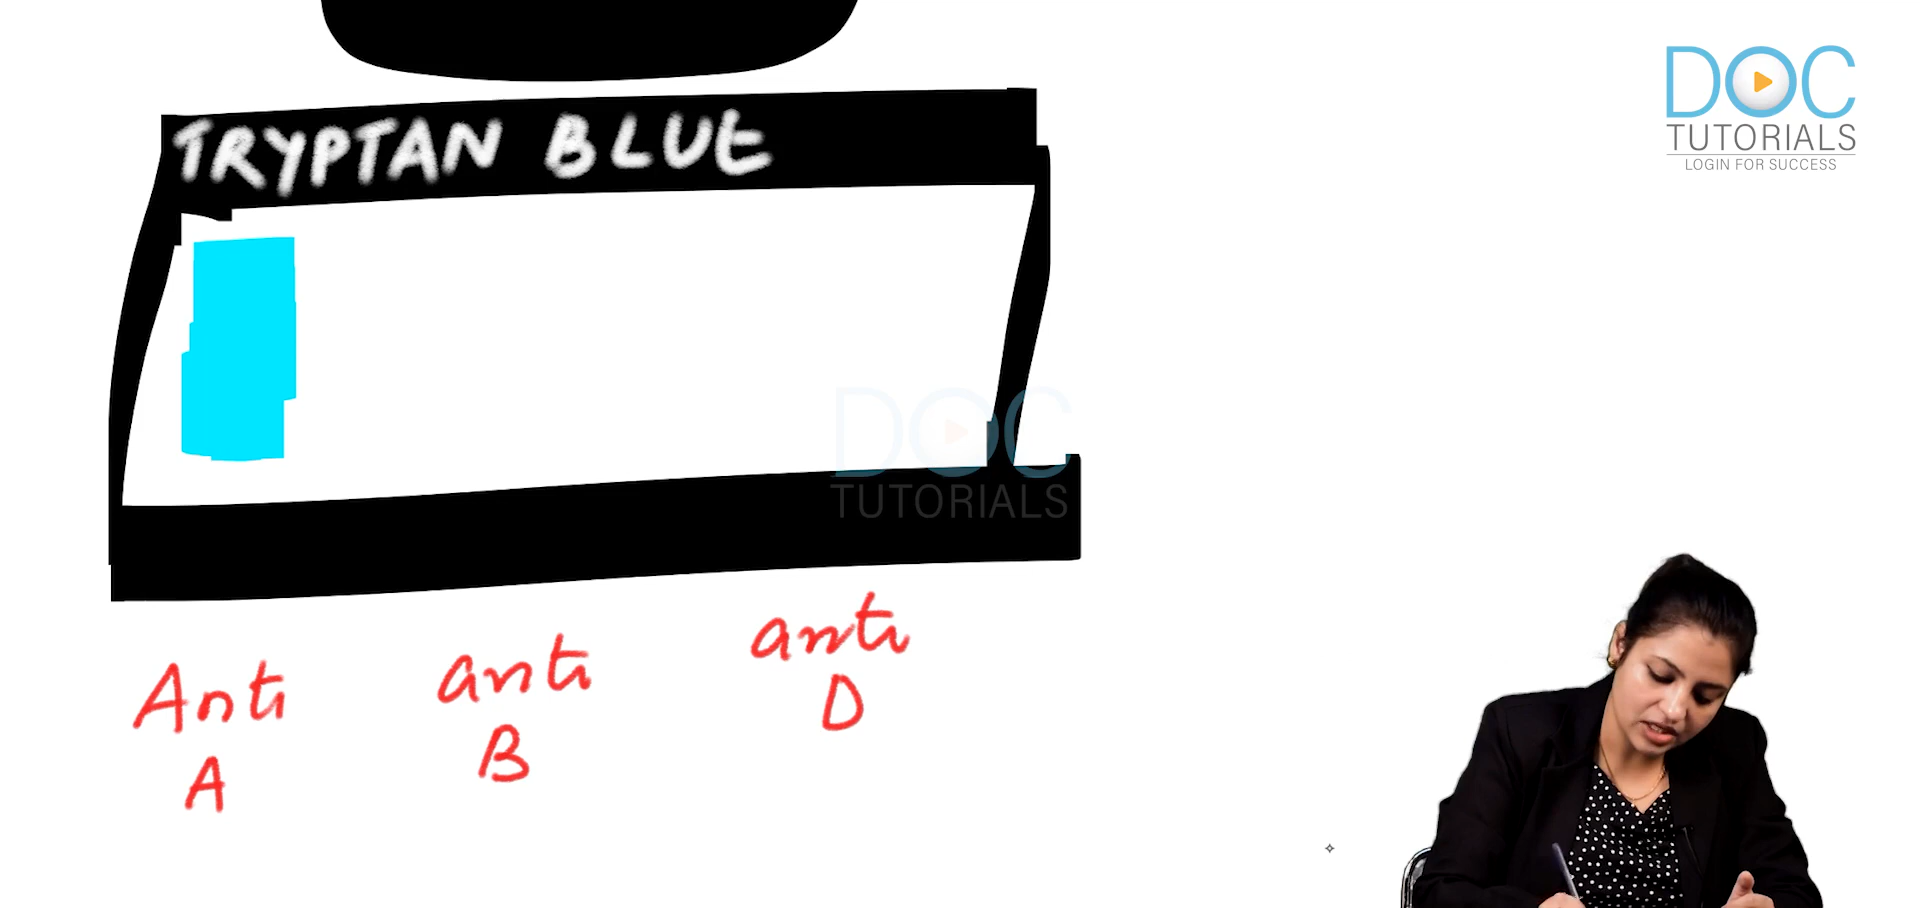 DOC
TUTORIALS
LOGIN FOR SUCCESS
TRYPTAN BLUE
DOC
TUTORIALS
Anti
A
anti
B
anti
D